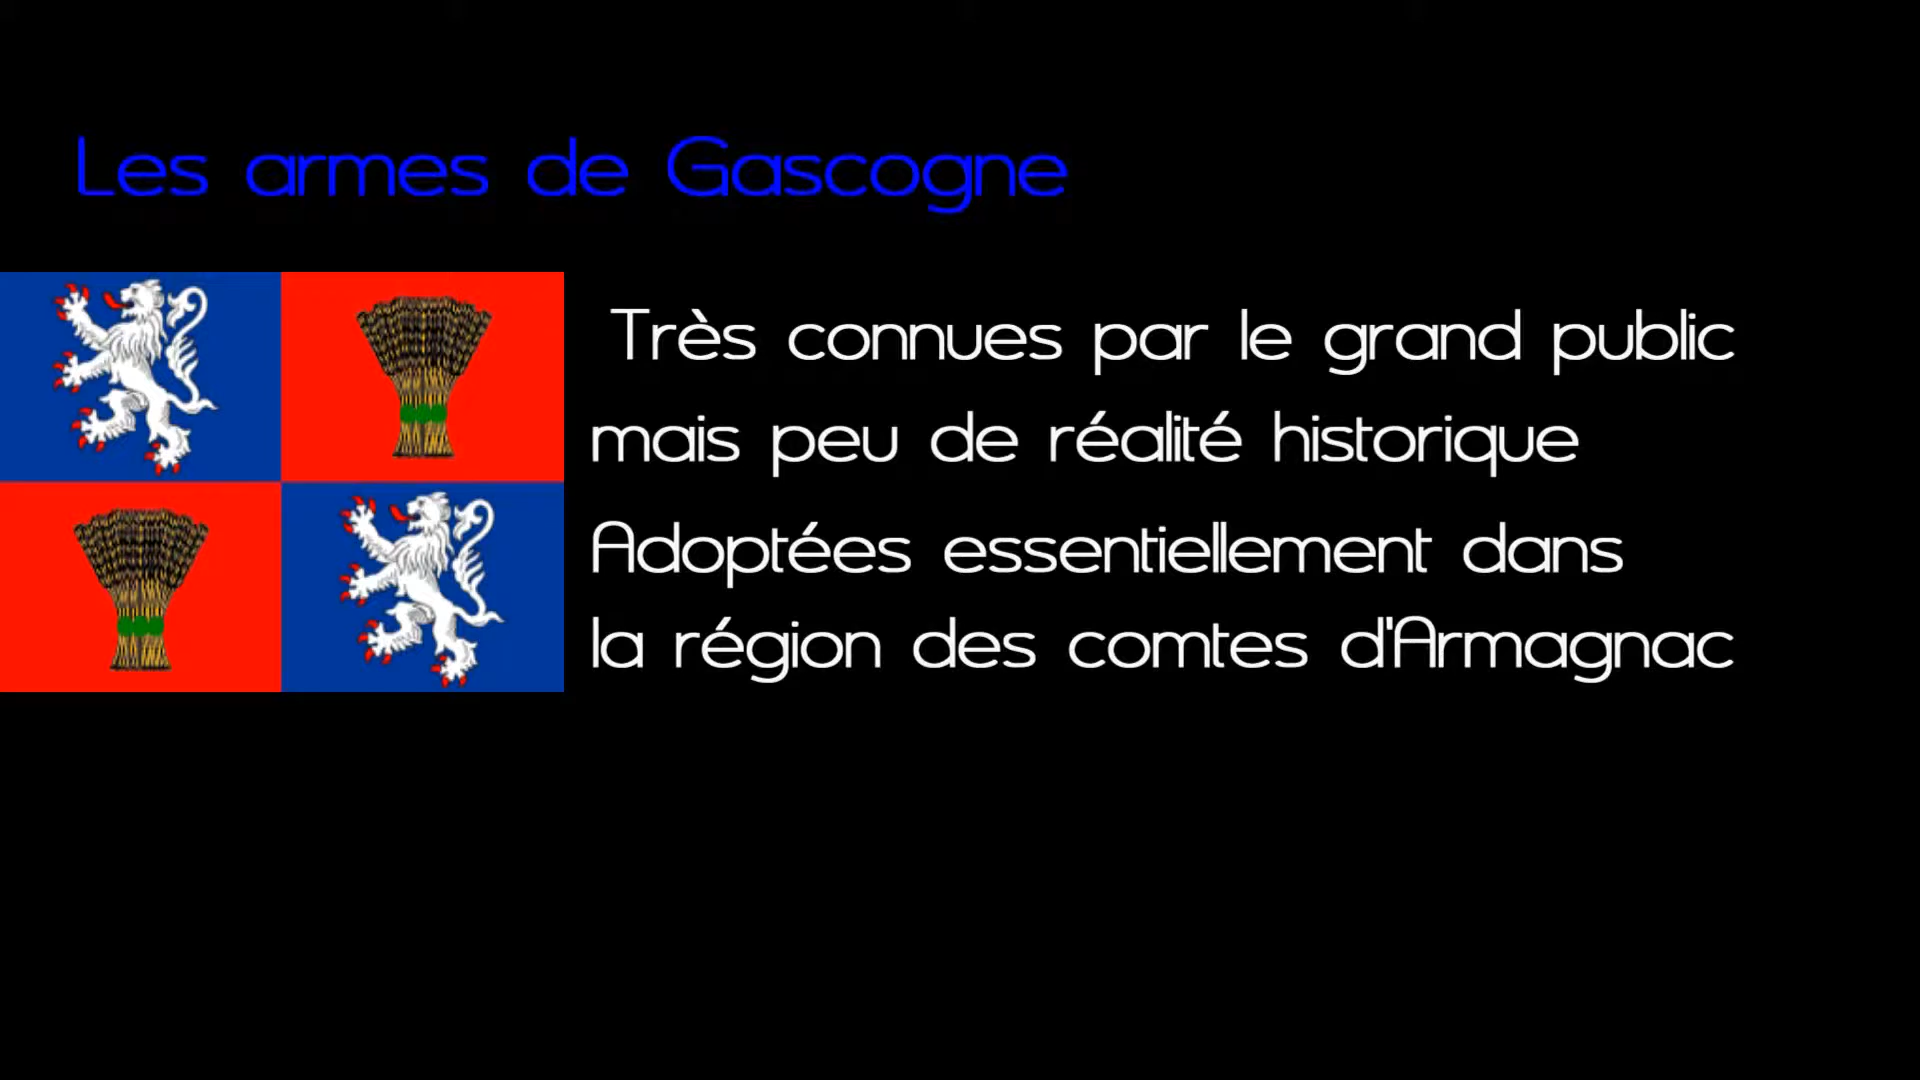 Les armes de Gascogne
Très connues par le grand public
mais peu de réalité historique
Adoptées essentiellement dans
la région des comtes d'Armagnac